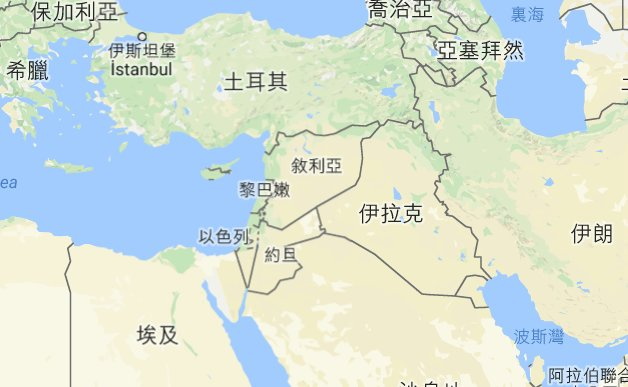 保加利亞
喬治亞
裏海
伊斯坦堡
İstanbul
亞塞拜然
希臘
土耳其
敘利亞
ea
黎巴嫩
伊拉克
以色列
約旦
伊朗
埃及
波斯灣
阿拉伯聯合